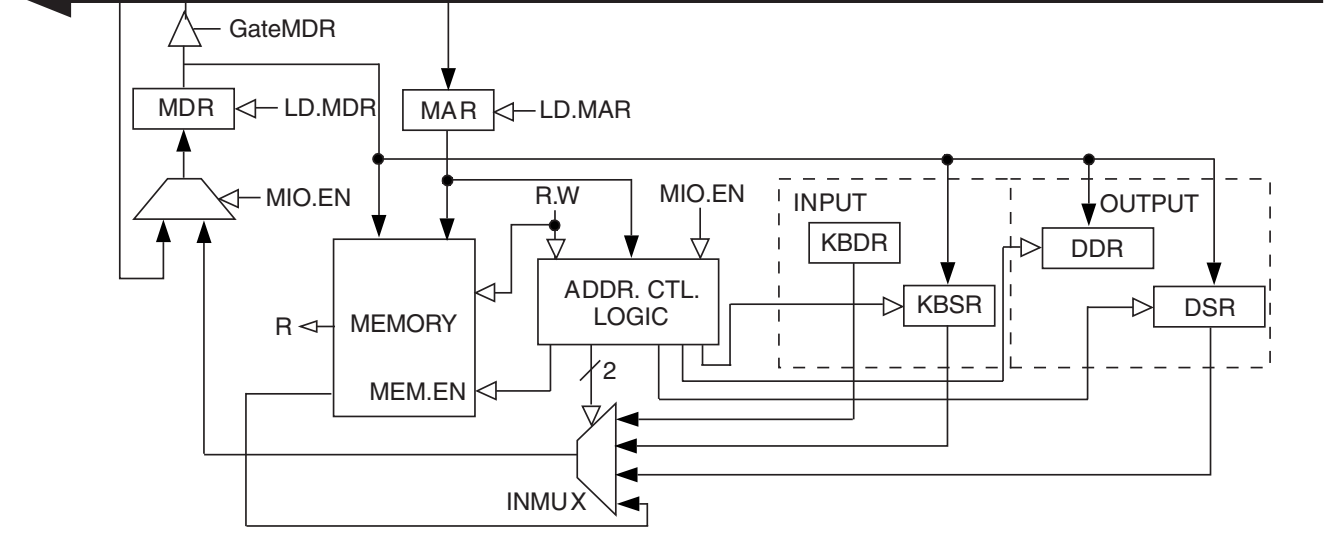 GateMDR
MDR
LD.MDR
MAR
LD.MAR
MIO.EN
R.W
MIO.EN
INPUT
OUTPUT
KBDR
DDR
ADDR. CTL.
LOGIC
KBSR
DSR
R
MEMORY
2
MEM.EN
INMUX